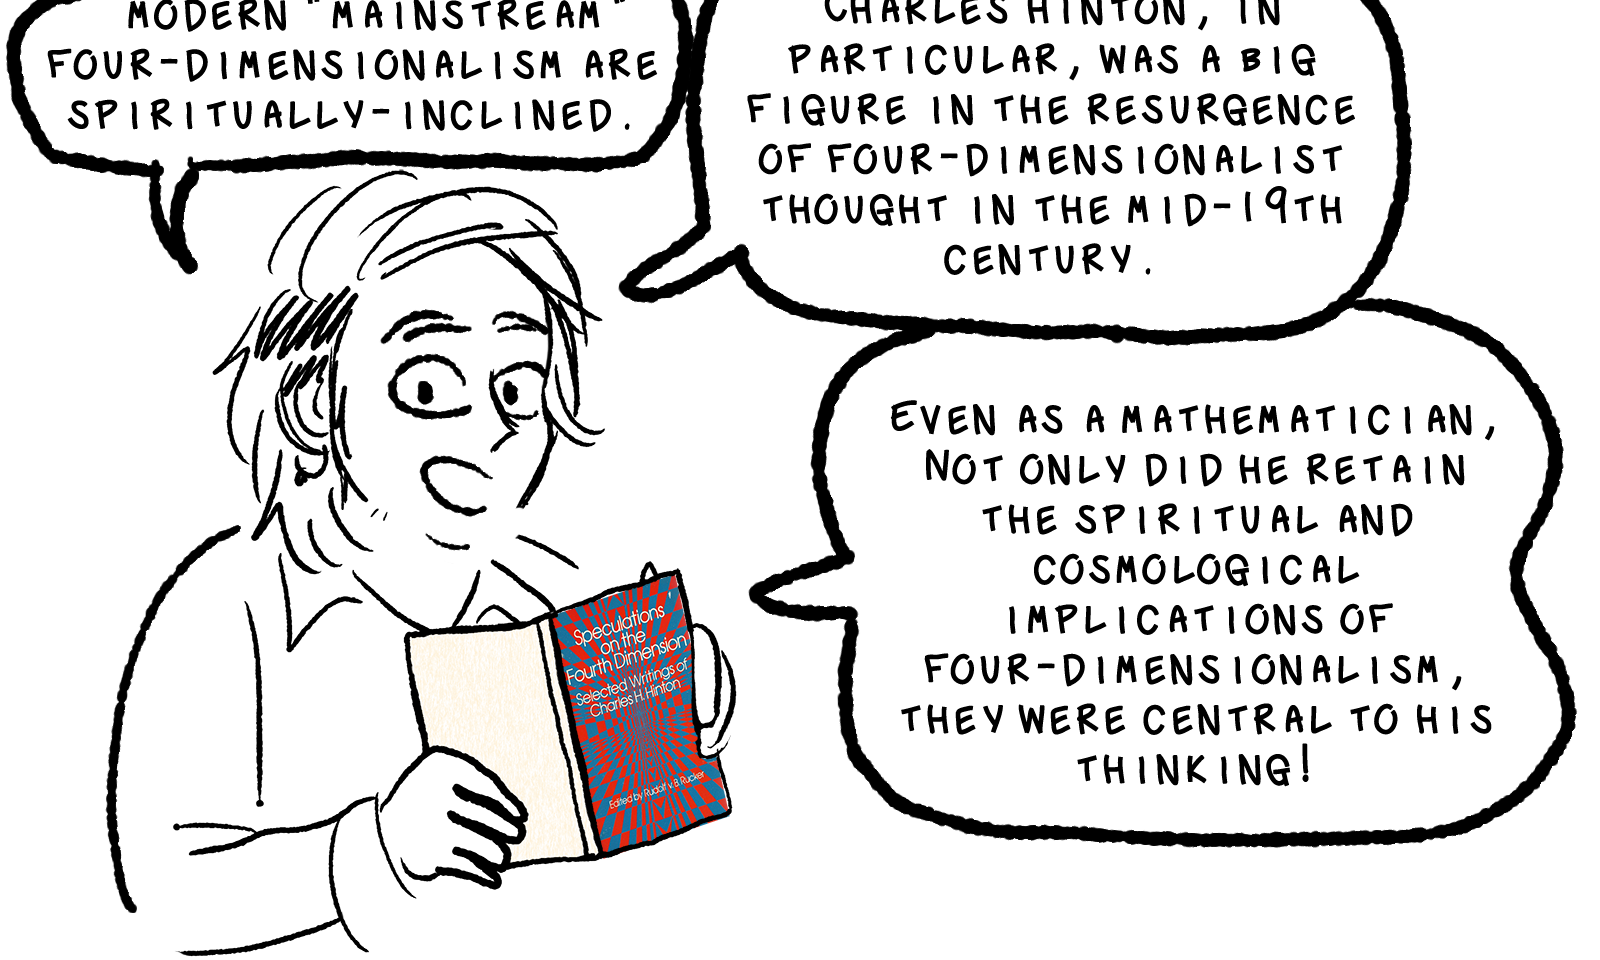 MODERN "MAINSTREAM"
FOUR-DIMENSIONALISM ARE
SPIRITUALLY-INCLINED.
CHARLES HINTON, IN
PARTICULAR, WAS A BIG
FIGURE IN THE RESURGENCE
OF FOUR-DIMENSIONALIST
THOUGHT IN THE MID-19TH
CENTURY.
EVEN AS A MATHEMATICIAN,
NOT ONLY DID HE RETAIN
THE SPIRITUAL AND
COSMOLOGICAL
IMPLICATIONS OF
FOUR-DIMENSIONALISM,
THEY WERE CENTRAL TO HIS
THINKING!
Speculations
on the
Fourth Dimension
Selected Writings of
Charles H. Hinton
Edited by Rudolf v.B. Rucker